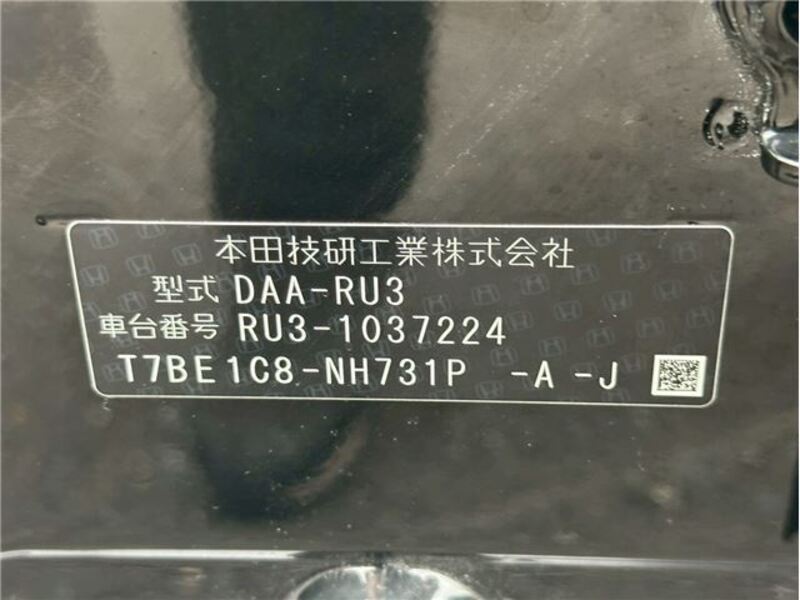 本田技研工業株式会社
型式 DAA-RU3
車台番号 RU3-1037224
T7BE1C8-NH731P -A -J